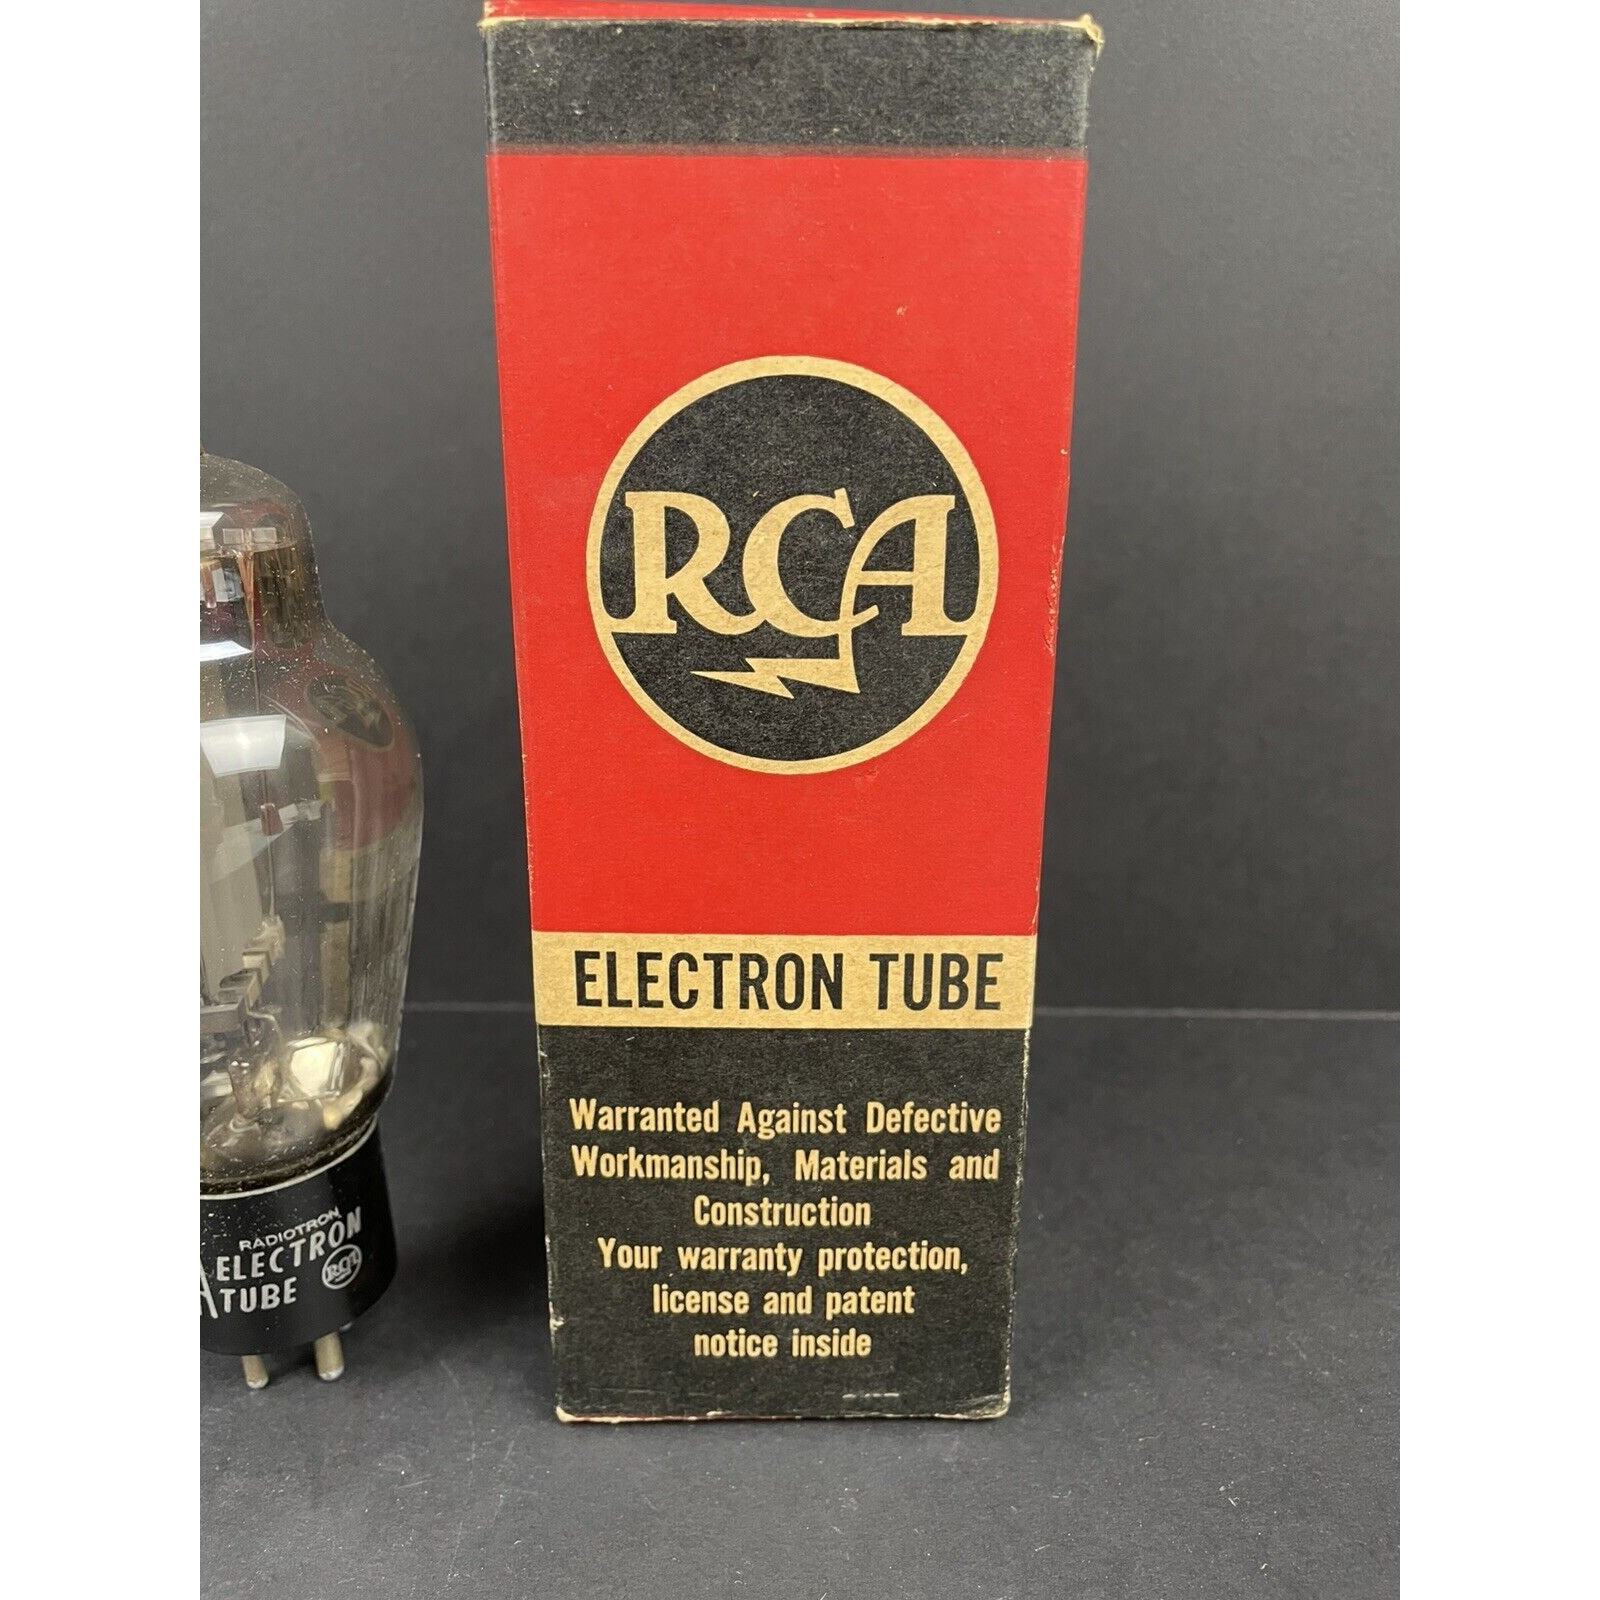 RCA
ELECTRON TUBE
Warranted Against Defective
Workmanship, Materials and
Construction
Your warranty protection,
license and patent
notice inside
RADIOTRON
ELECTRON
TUBE
RCA